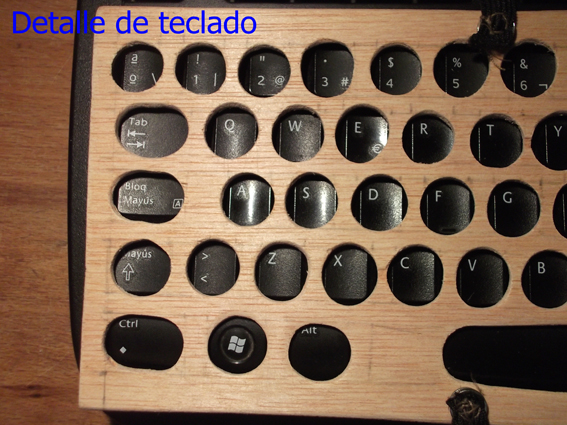 Detalle de teclado
ª º \ ! 1 | " 2 @ · 3 # $ 4 % 5 & 6 ¬
Tab Q W E € R T Y
Bloq Mayús A A S D F G
Mayús > < Z X C V B
Ctrl Alt